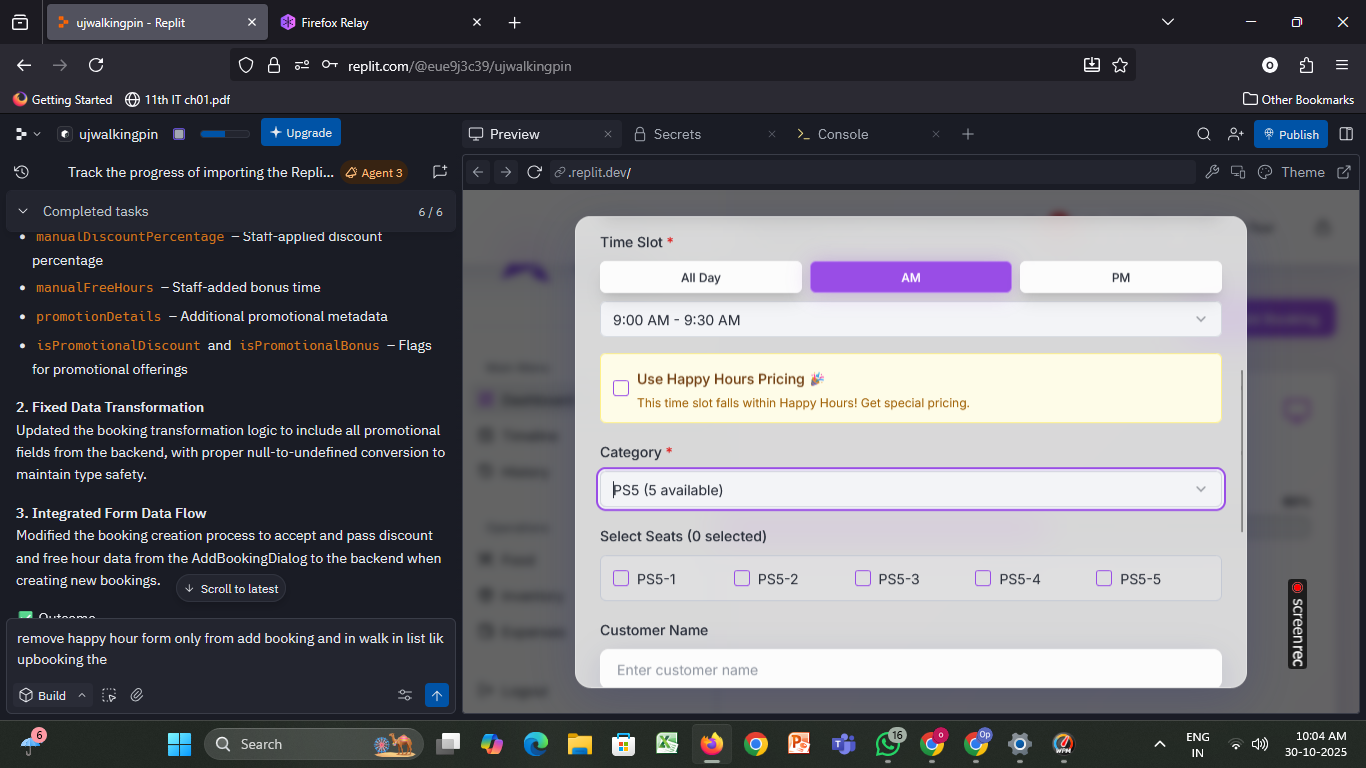 ujwalkingpin - Replit
Firefox Relay
replit.com/@eue9j3c39/ujwalkingpin
Getting Started
11th IT ch01.pdf
Other Bookmarks
ujwalkingpin
Upgrade
Preview
Secrets
Console
Publish
Track the progress of importing the Repli...
Agent 3
.replit.dev/
Theme
Completed tasks
6 / 6
manualDiscountPercentage – Staff-applied discount
percentage
manualFreeHours – Staff-added bonus time
promotionDetails – Additional promotional metadata
isPromotionalDiscount and isPromotionalBonus – Flags
for promotional offerings
2. Fixed Data Transformation
Updated the booking transformation logic to include all promotional
fields from the backend, with proper null-to-undefined conversion to
maintain type safety.
3. Integrated Form Data Flow
Modified the booking creation process to accept and pass discount
and free hour data from the AddBookingDialog to the backend when
creating new bookings.
Scroll to latest
Outcome
remove happy hour form only from add booking and in walk in list lik
upbooking the
Build
Time Slot *
All Day
AM
PM
9:00 AM - 9:30 AM
Use Happy Hours Pricing 🎉
This time slot falls within Happy Hours! Get special pricing.
Category *
PS5 (5 available)
Select Seats (0 selected)
PS5-1
PS5-2
PS5-3
PS5-4
PS5-5
Customer Name
Enter customer name
Dashboard
Timeline
History
Operations
Food
Inventory
Expenses
Logout
screenrec
6
Search
16
ENG
IN
10:04 AM
30-10-2025